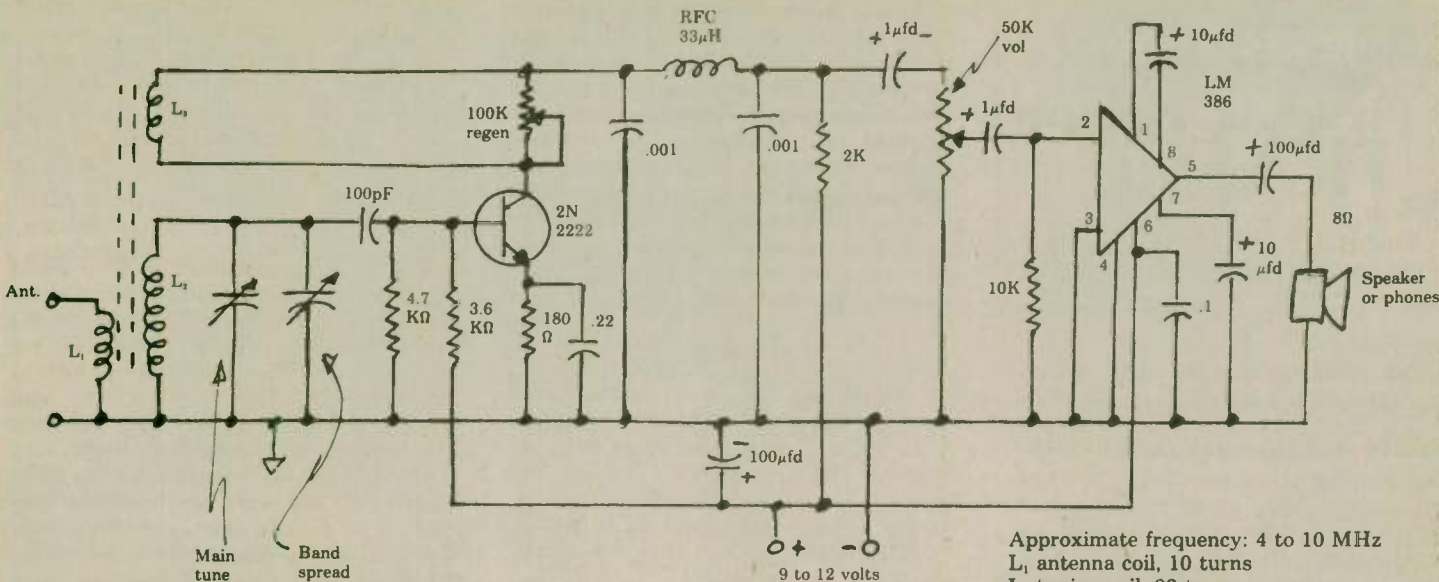 RFC
33μH
+ 1μfd –
50K
vol
+ 10μfd
LM
386
L₃
100K
regen
.001
.001
2K
+ 1μfd
2
1
8
5
7
6
3
4
+ 100μfd
8Ω
100pF
2N
2222
Ant.
L₁
L₂
4.7
KΩ
3.6
KΩ
180
Ω
.22
10K
+ 10
μfd
.1
Speaker
or phones
–
100μfd
+
Main
tune
Band
spread
+ –
9 to 12 volts
Approximate frequency: 4 to 10 MHz
L₁ antenna coil, 10 turns